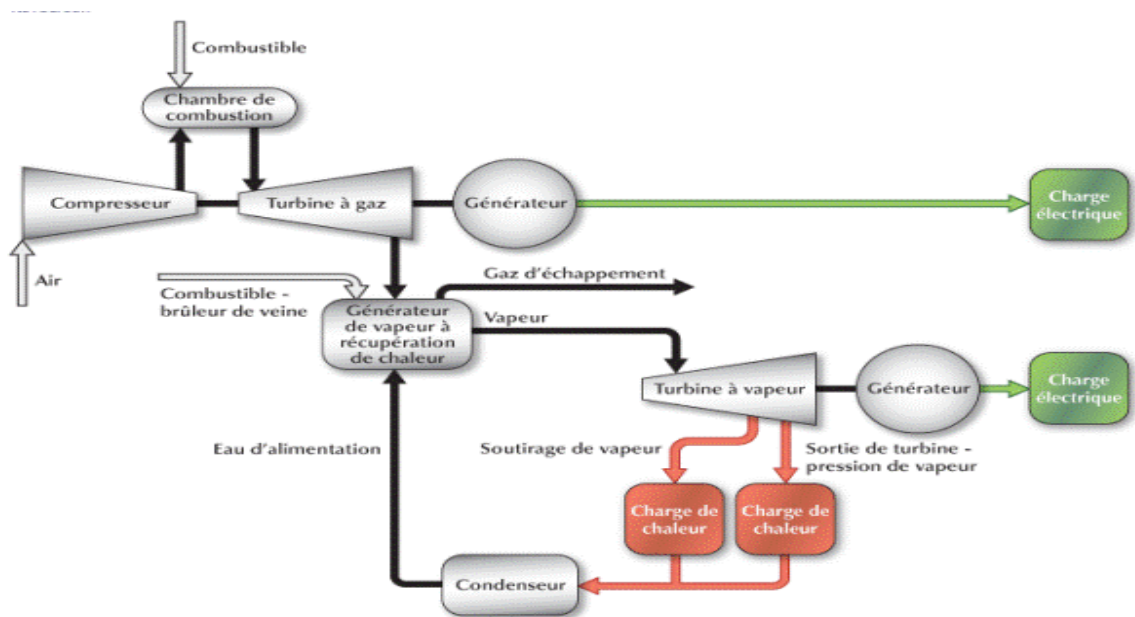 Combustible
Chambre de
combustion
Compresseur
Turbine à gaz
Générateur
Charge
électrique
Air
Combustible -
brûleur de veine
Gaz d'échappement
Générateur
de vapeur à
récupération
de chaleur
Vapeur
Turbine à vapeur
Générateur
Charge
électrique
Eau d'alimentation
Soutirage de vapeur
Sortie de turbine -
pression de vapeur
Charge de
chaleur
Charge de
chaleur
Condenseur